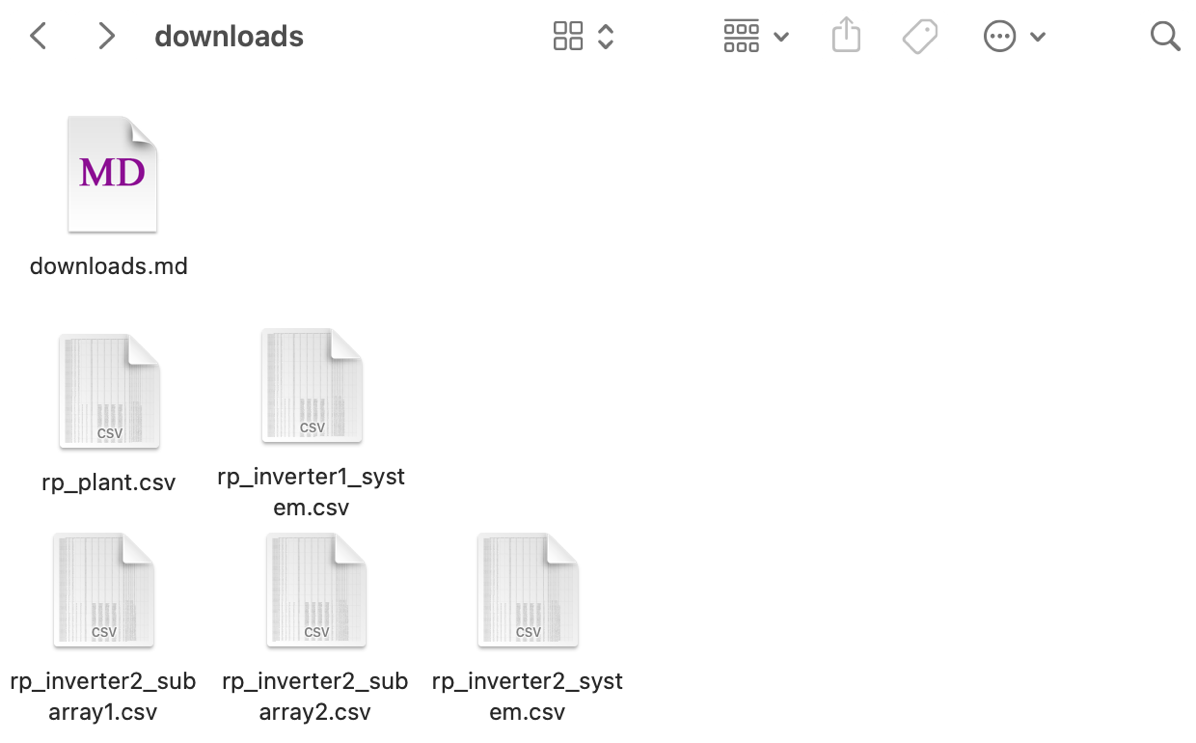 downloads
MD
downloads.md
CSV
CSV
rp_plant.csv
rp_inverter1_syst
em.csv
CSV
CSV
CSV
rp_inverter2_sub
array1.csv
rp_inverter2_sub
array2.csv
rp_inverter2_syst
em.csv